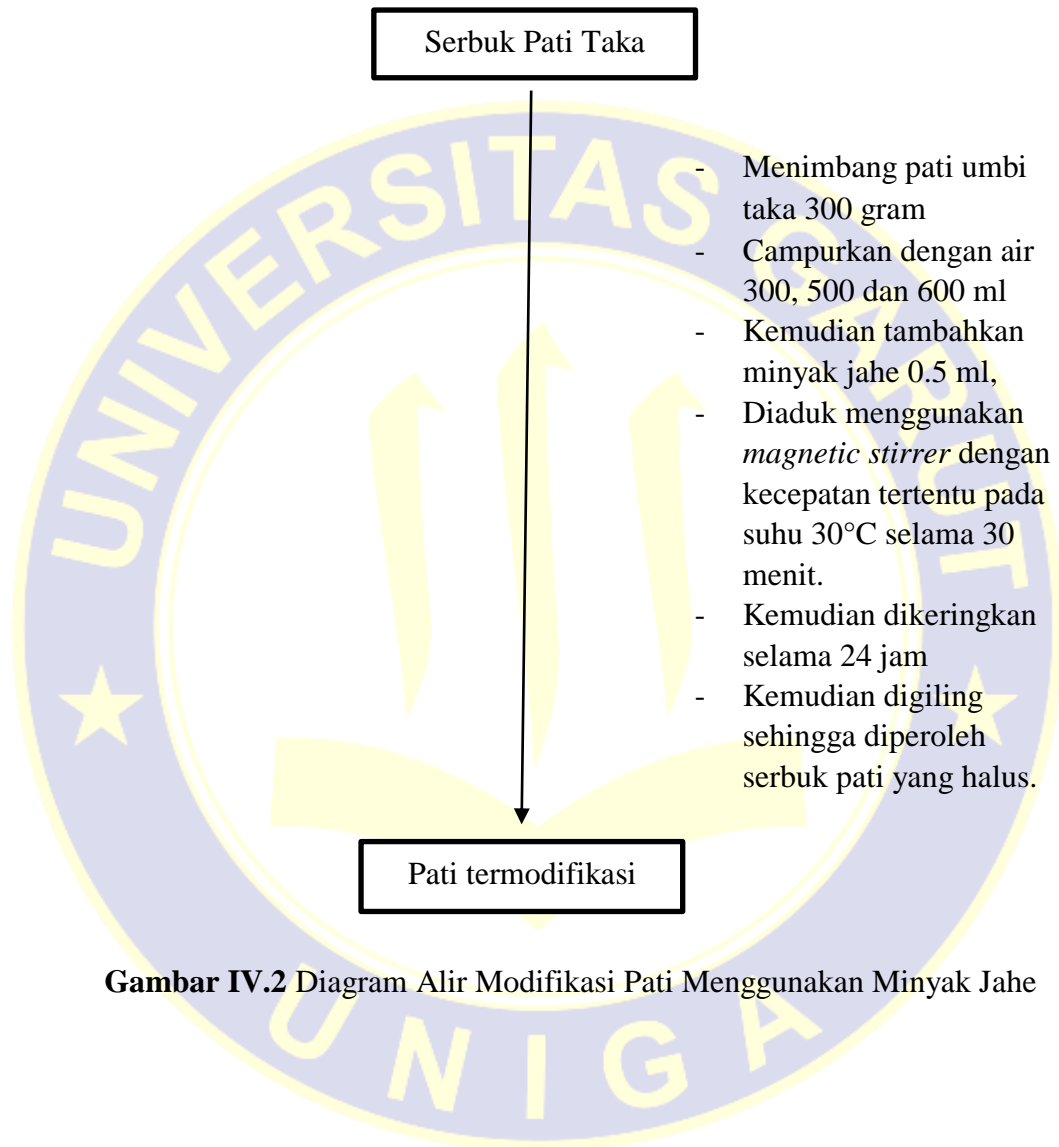 Serbuk Pati Taka
- Menimbang pati umbi
taka 300 gram
- Campurkan dengan air
300, 500 dan 600 ml
- Kemudian tambahkan
minyak jahe 0.5 ml,
- Diaduk menggunakan
magnetic stirrer dengan
kecepatan tertentu pada
suhu 30°C selama 30
menit.
- Kemudian dikeringkan
selama 24 jam
- Kemudian digiling
sehingga diperoleh
serbuk pati yang halus.
Pati termodifikasi
Gambar IV.2 Diagram Alir Modifikasi Pati Menggunakan Minyak Jahe
UNIVERSITAS GARUT
UNIGA